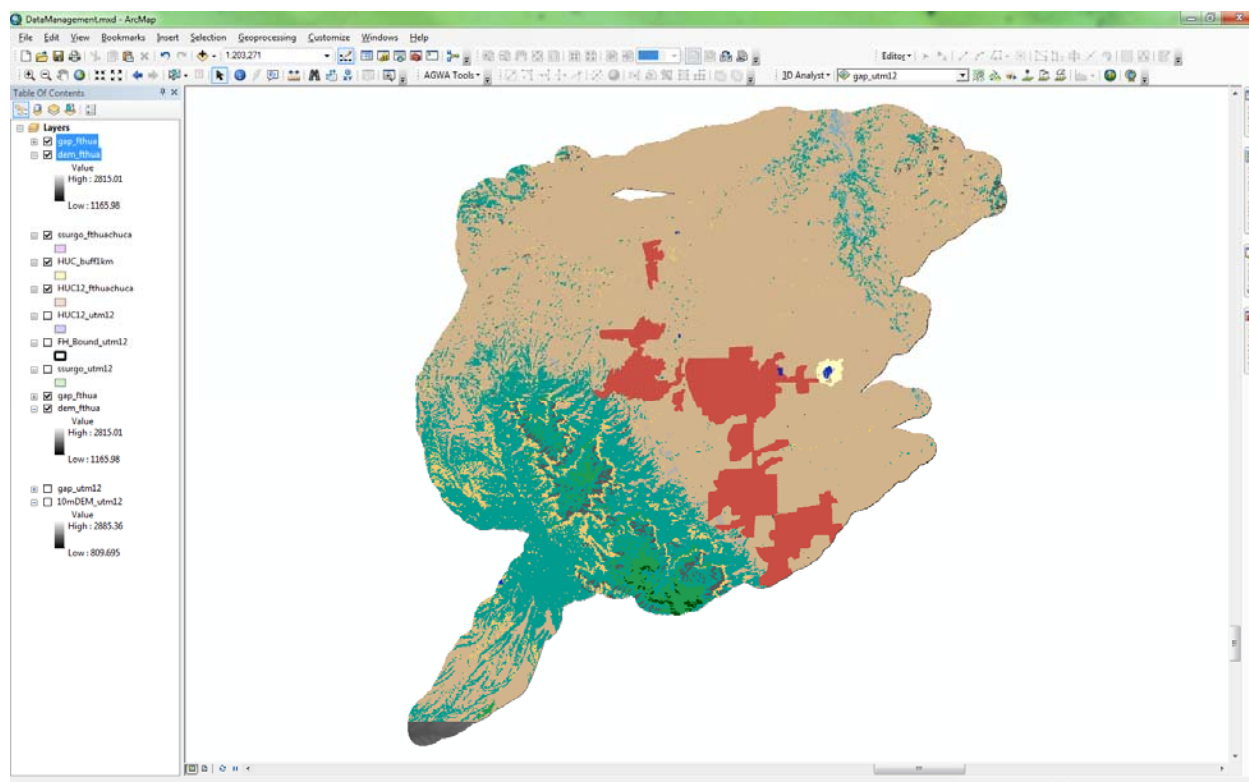 DataManagement.mxd - ArcMap
File Edit View Bookmarks Insert Selection Geoprocessing Customize Windows Help
1:203,271
Editor
AGWA Tools
3D Analyst
gap_utm12
Table Of Contents
Layers
gap_fthua
dem_fthua
Value
High : 2815.01
Low : 1165.98
ssurgo_fthuachuca
HUC_buff1km
HUC12_fthuachuca
HUC12_utm12
FH_Bound_utm12
ssurgo_utm12
gap_fthua
dem_fthua
Value
High : 2815.01
Low : 1165.98
gap_utm12
10mDEM_utm12
Value
High : 2885.36
Low : 809.695